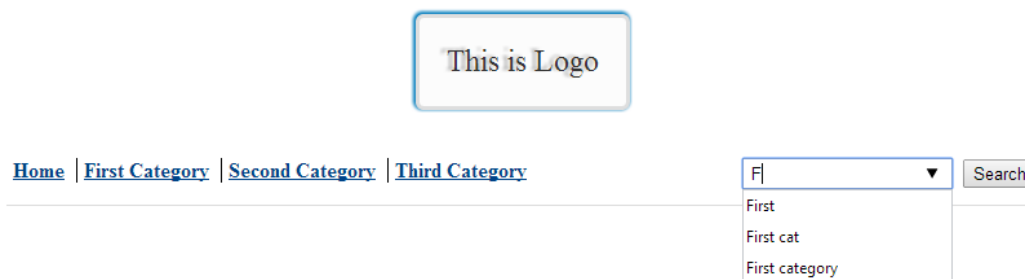 This is Logo
Home First Category Second Category Third Category F Search
First
First cat
First category